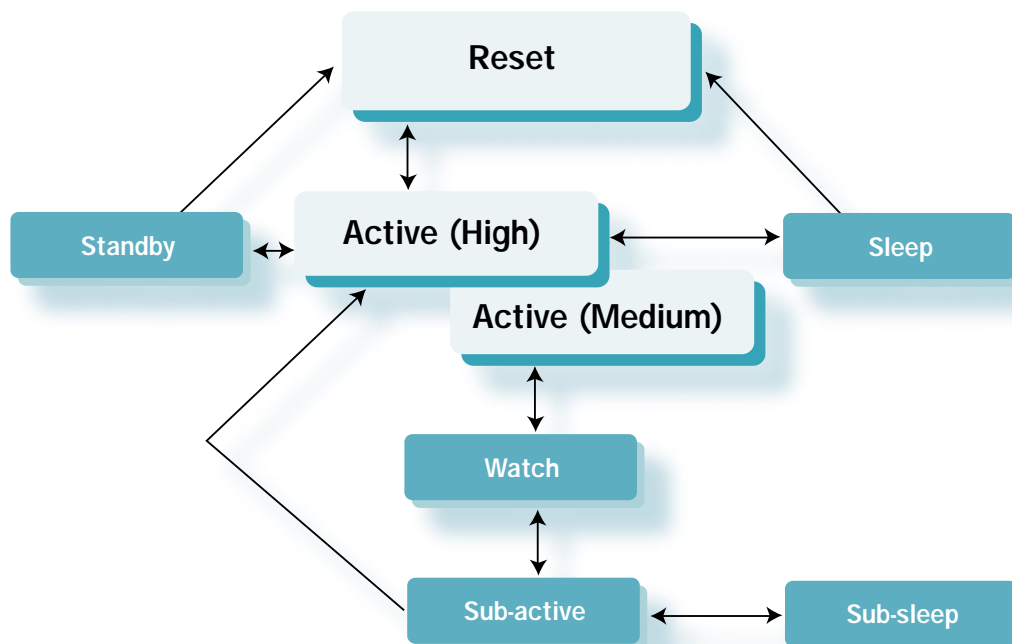 Reset
Standby
Active (High)
Sleep
Active (Medium)
Watch
Sub-active
Sub-sleep